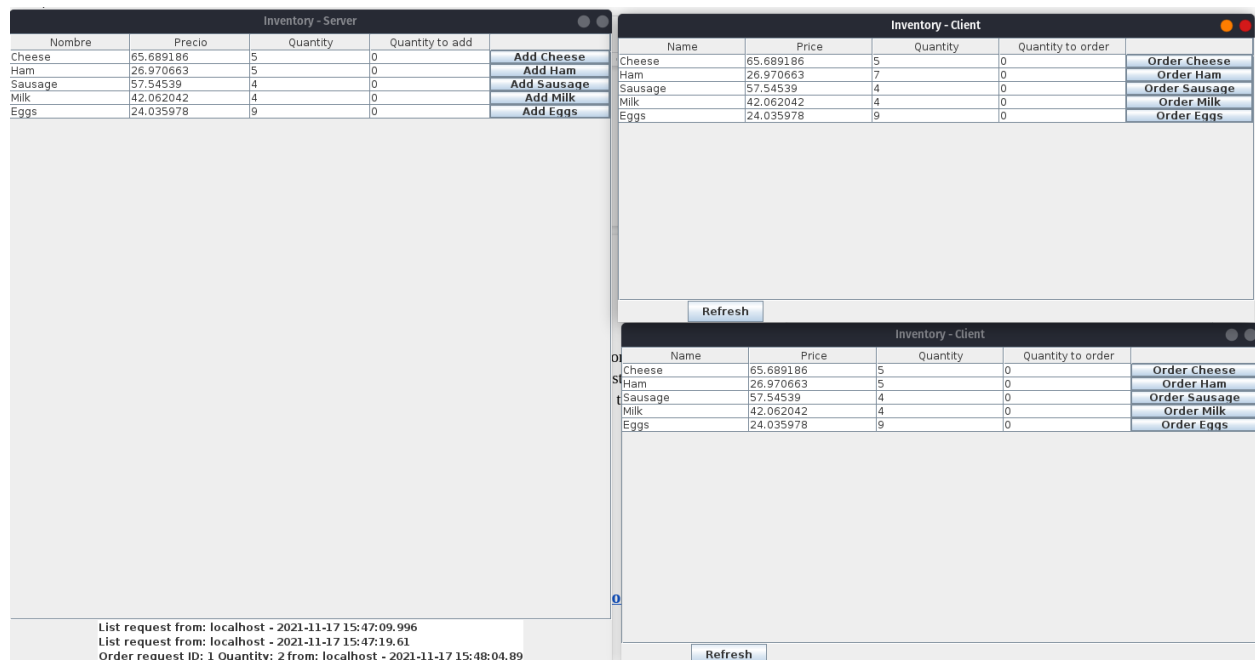 Inventory - Server
Nombre Precio Quantity Quantity to add
Cheese 65.689186 5 0 Add Cheese
Ham 26.970663 5 0 Add Ham
Sausage 57.54539 4 0 Add Sausage
Milk 42.062042 4 0 Add Milk
Eggs 24.035978 9 0 Add Eggs
List request from: localhost - 2021-11-17 15:47:09.996
List request from: localhost - 2021-11-17 15:47:19.61
Order request ID: 1 Quantity: 2 from: localhost - 2021-11-17 15:48:04.89
Inventory - Client
Name Price Quantity Quantity to order
Cheese 65.689186 5 0 Order Cheese
Ham 26.970663 7 0 Order Ham
Sausage 57.54539 4 0 Order Sausage
Milk 42.062042 4 0 Order Milk
Eggs 24.035978 9 0 Order Eggs
Refresh
Inventory - Client
Name Price Quantity Quantity to order
Cheese 65.689186 5 0 Order Cheese
Ham 26.970663 5 0 Order Ham
Sausage 57.54539 4 0 Order Sausage
Milk 42.062042 4 0 Order Milk
Eggs 24.035978 9 0 Order Eggs
Refresh